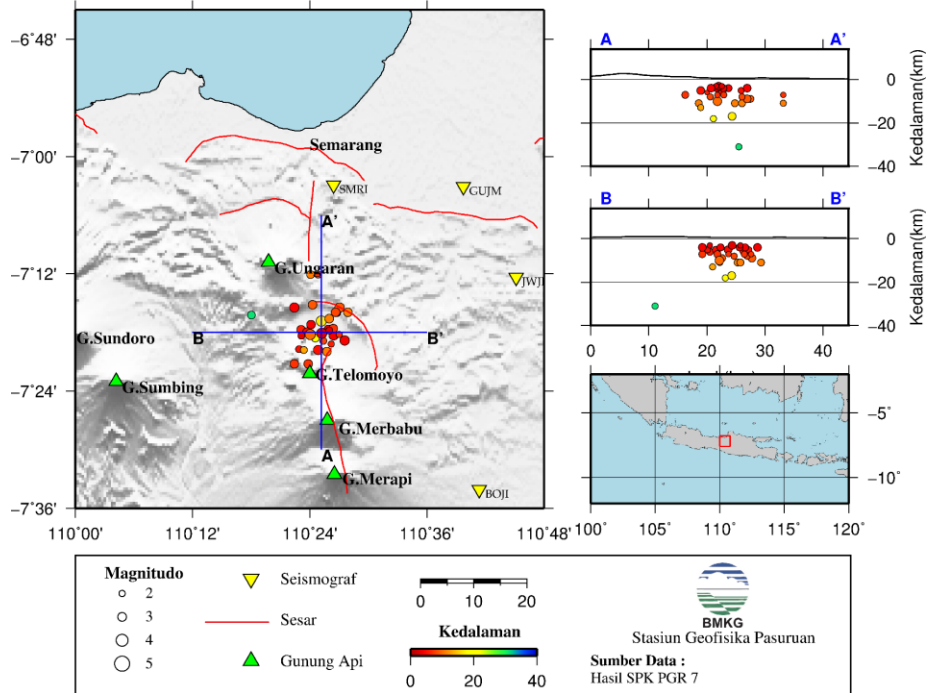 −6˚48'
−7˚00'
−7˚12'
−7˚24'
−7˚36'
110˚00'
110˚12'
110˚24'
110˚36'
110˚48'
Semarang
SMRI
GUJM
A'
G.Ungaran
JWJI
B
B'
G.Sundoro
G.Telomoyo
G.Sumbing
G.Merbabu
A
G.Merapi
BOJI
A
A'
0
−20
−40
Kedalaman(km)
B
B'
0
−20
−40
Kedalaman(km)
0
10
20
30
40
−5˚
−10˚
100˚
105˚
110˚
115˚
120˚
Magnitudo
2
3
4
5
Seismograf
Sesar
Gunung Api
0
10
20
Kedalaman
0
20
40
BMKG
Stasiun Geofisika Pasuruan
Sumber Data :
Hasil SPK PGR 7